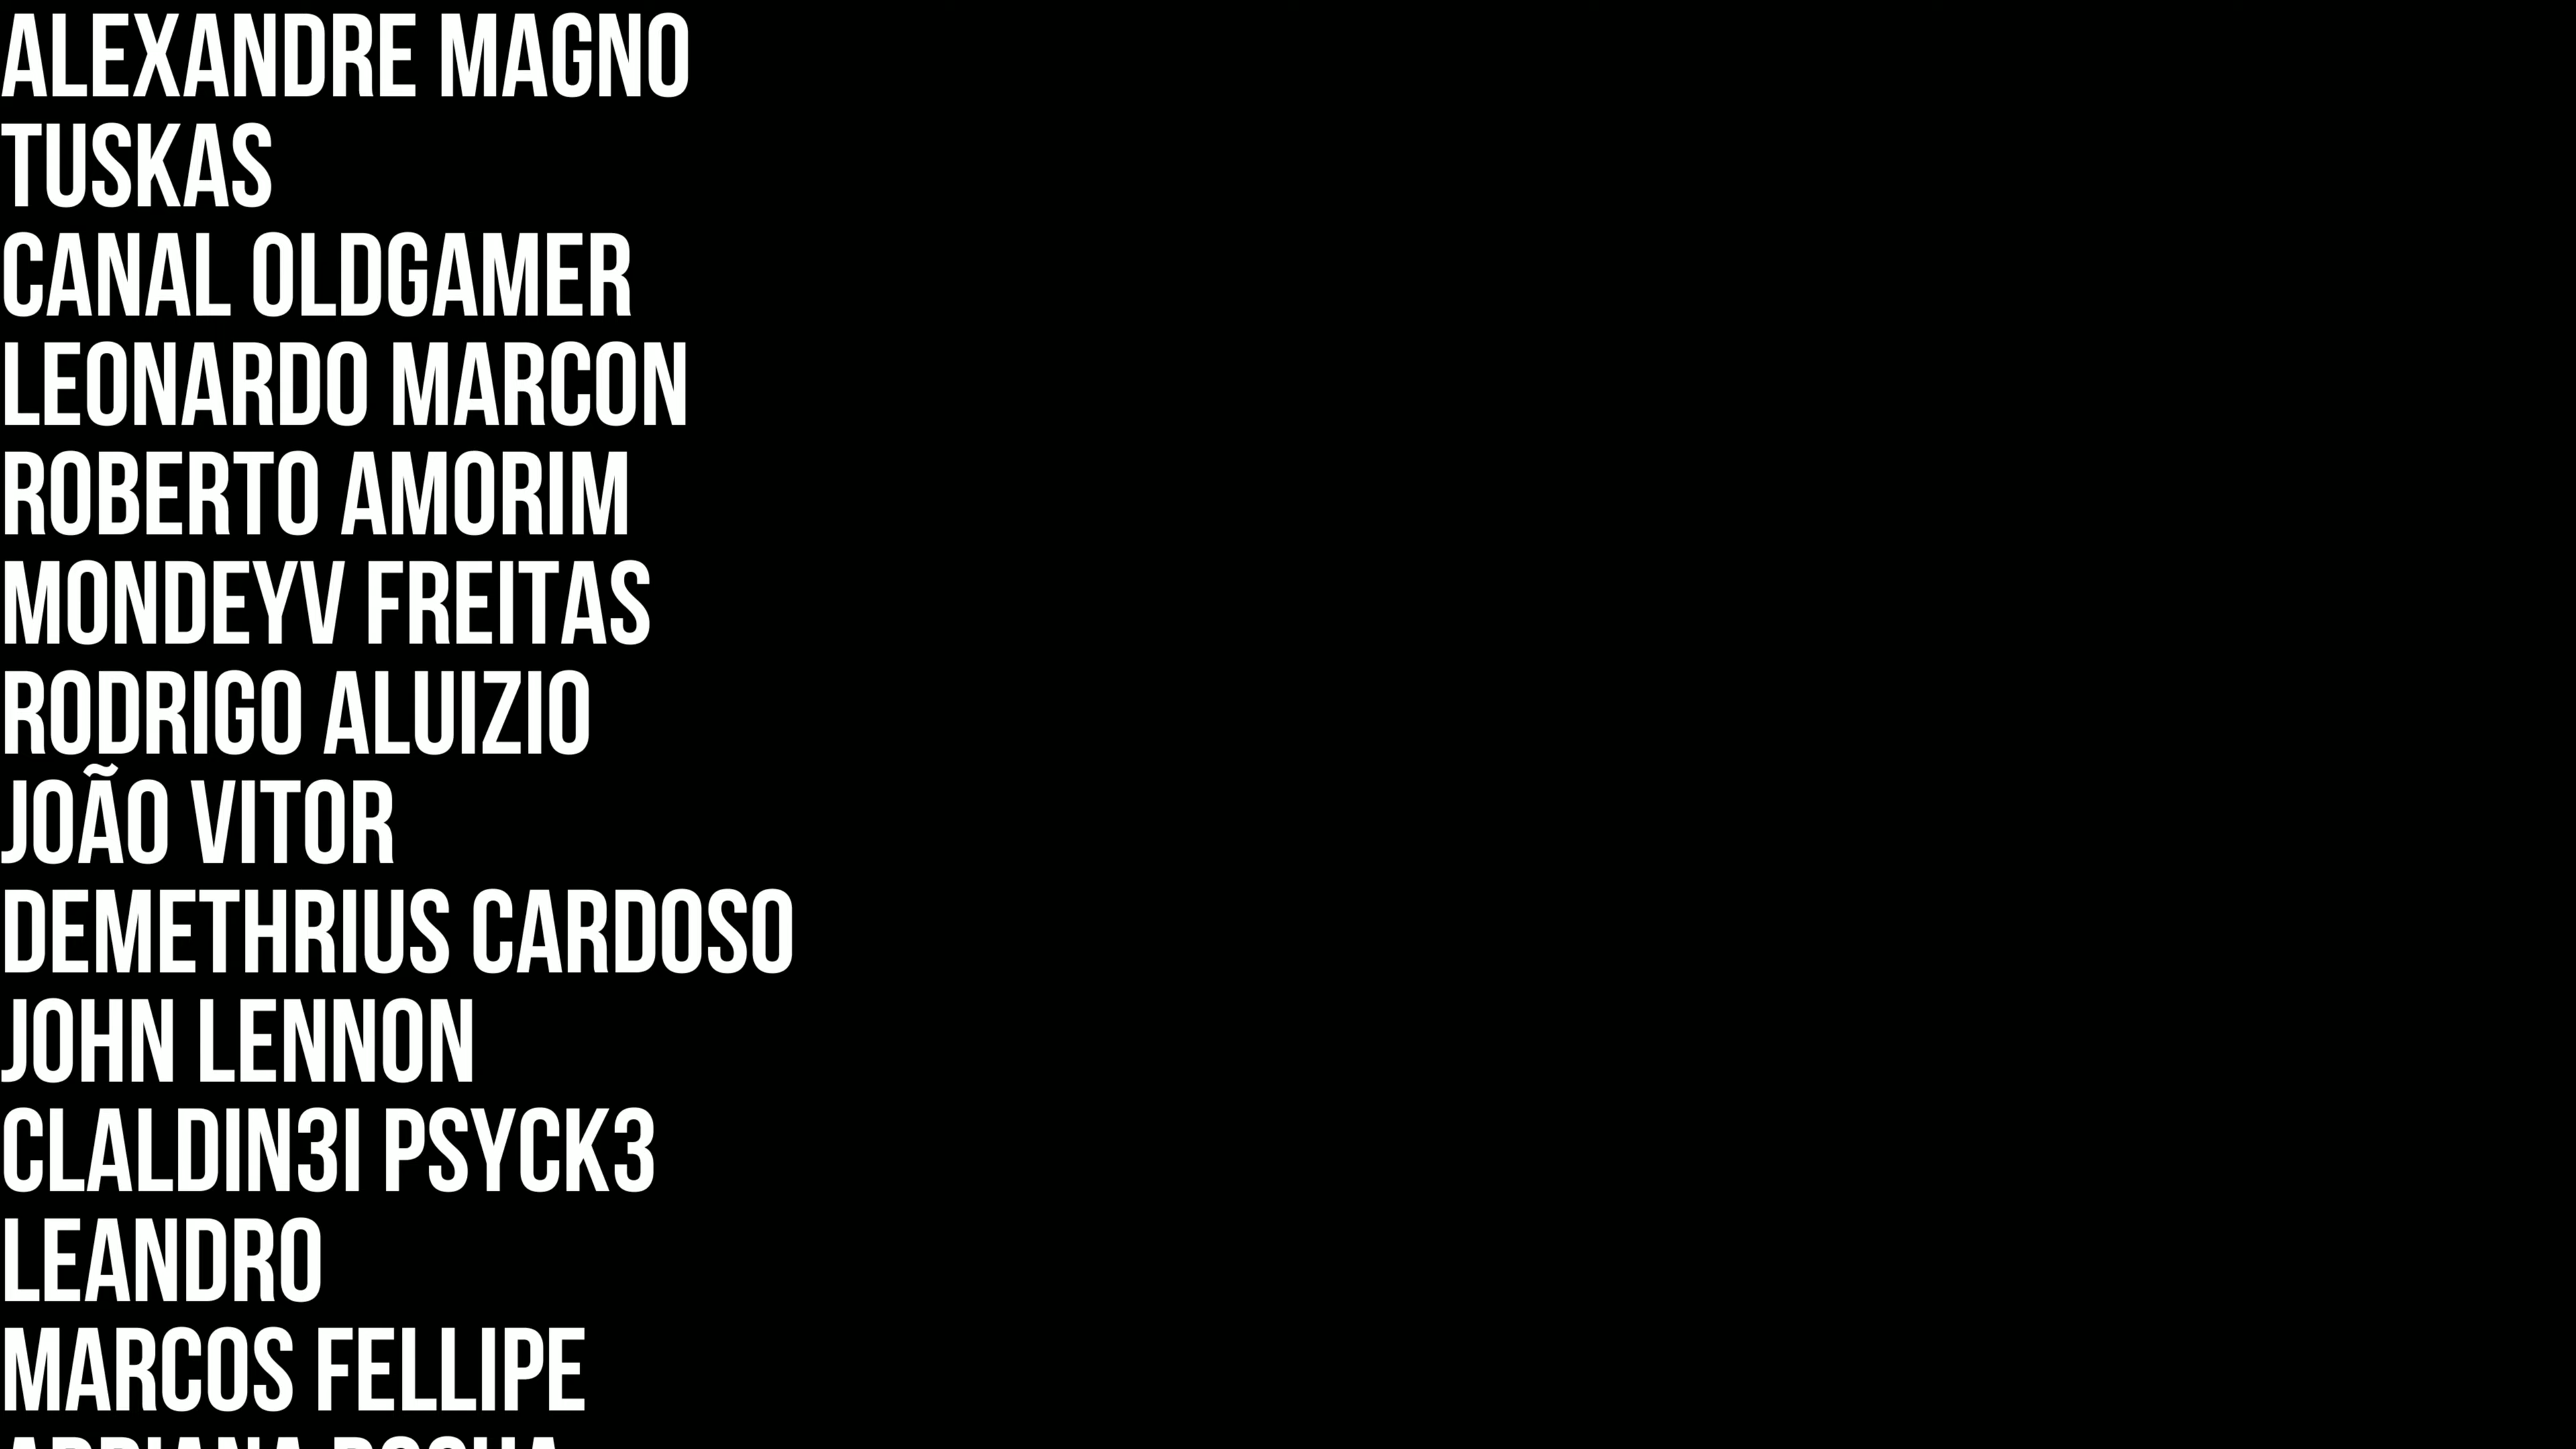 ALEXANDRE MAGNO
TUSKAS
CANAL OLDGAMER
LEONARDO MARCON
ROBERTO AMORIM
MONDEYV FREITAS
RODRIGO ALUIZIO
JOÃO VITOR
DEMETHRIUS CARDOSO
JOHN LENNON
CLALDIN3I PSYCK3
LEANDRO
MARCOS FELLIPE